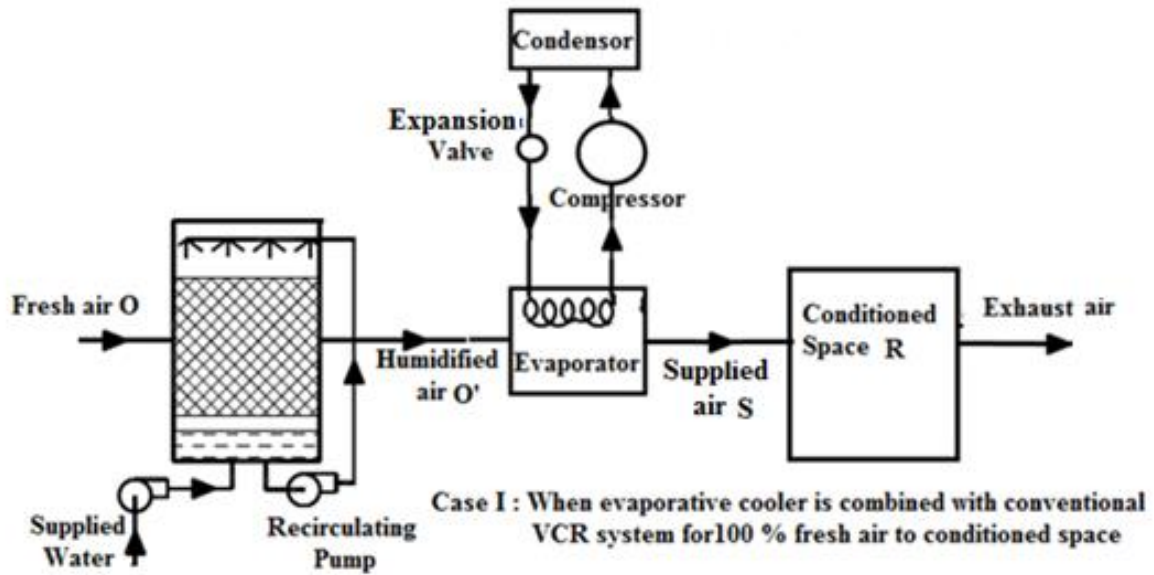 Condensor
Expansion
Valve
Compressor
Fresh air O
Humidified
air O'
Evaporator
Supplied
air S
Conditioned
Space R
Exhaust air
Supplied
Water
Recirculating
Pump
Case I : When evaporative cooler is combined with conventional
VCR system for100 % fresh air to conditioned space